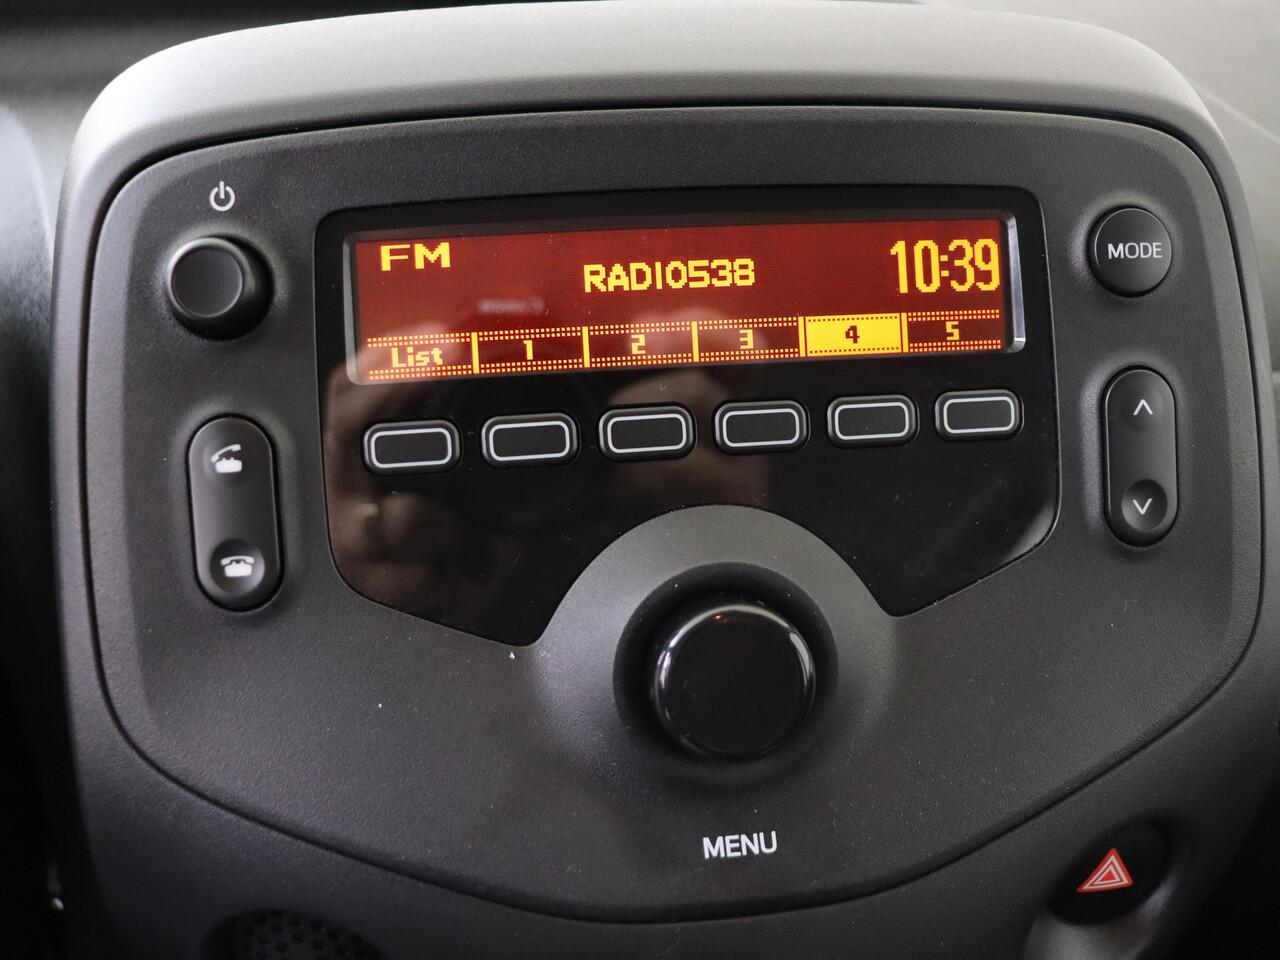 FM
RADIO538
10:39
List 1 2 3 4 5
MODE
MENU